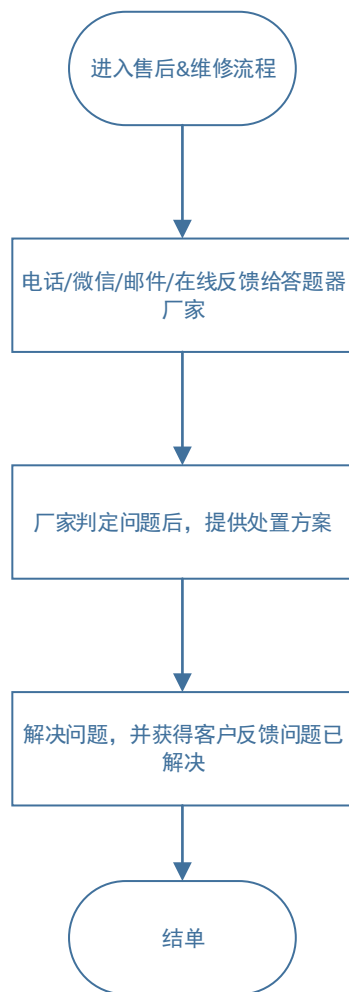 进入售后&维修流程
电话/微信/邮件/在线反馈给答题器
厂家
厂家判定问题后，提供处置方案
解决问题，并获得客户反馈问题已
解决
结单